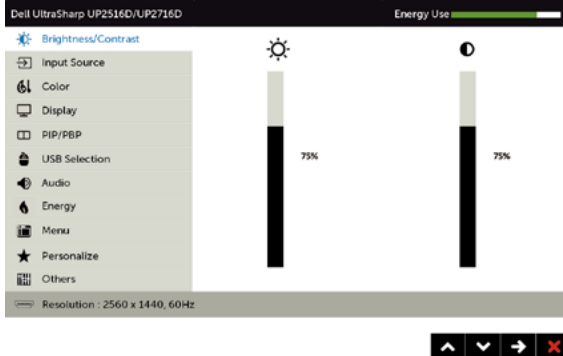 Dell UltraSharp UP2516D/UP2716D
Energy Use
Brightness/Contrast
Input Source
Color
Display
PIP/PBP
USB Selection
Audio
Energy
Menu
Personalize
Others
75%
75%
Resolution : 2560 x 1440, 60Hz